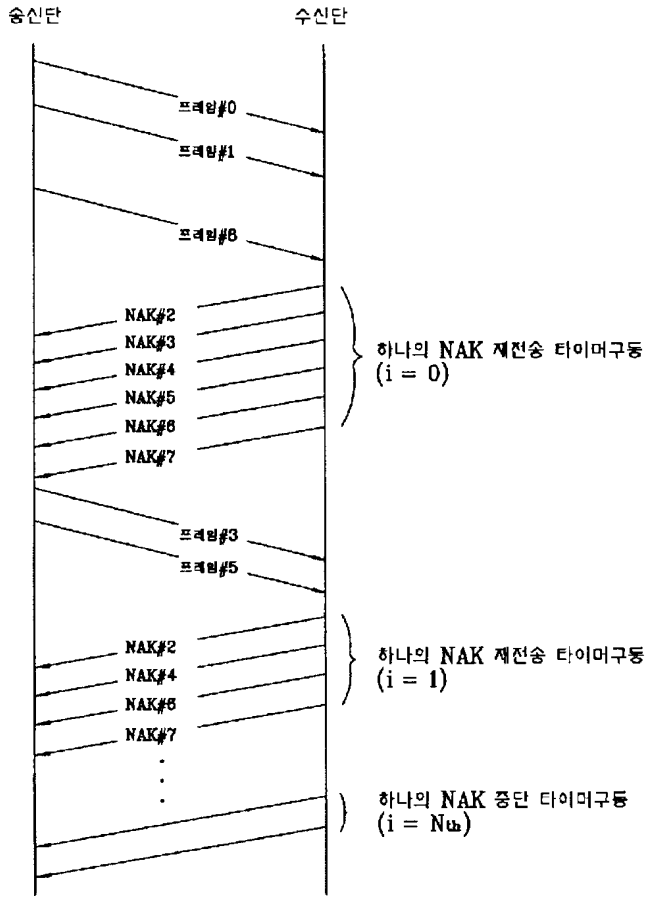 송신단
수신단
프레임#0
프레임#1
프레임#8
NAK#2
NAK#3
NAK#4
NAK#5
NAK#6
NAK#7
하나의 NAK 재전송 타이머구동
(i = 0)
프레임#3
프레임#5
NAK#2
NAK#4
NAK#6
NAK#7
하나의 NAK 재전송 타이머구동
(i = 1)
하나의 NAK 중단 타이머구동
(i = Nth)